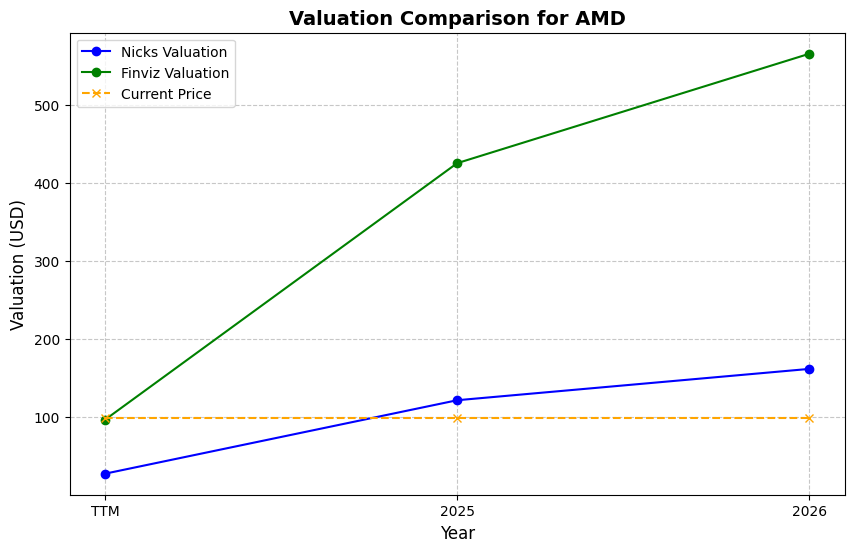 Valuation Comparison for AMD
Nicks Valuation
Finviz Valuation
Current Price
Valuation (USD)
500
400
300
200
100
TTM
2025
2026
Year